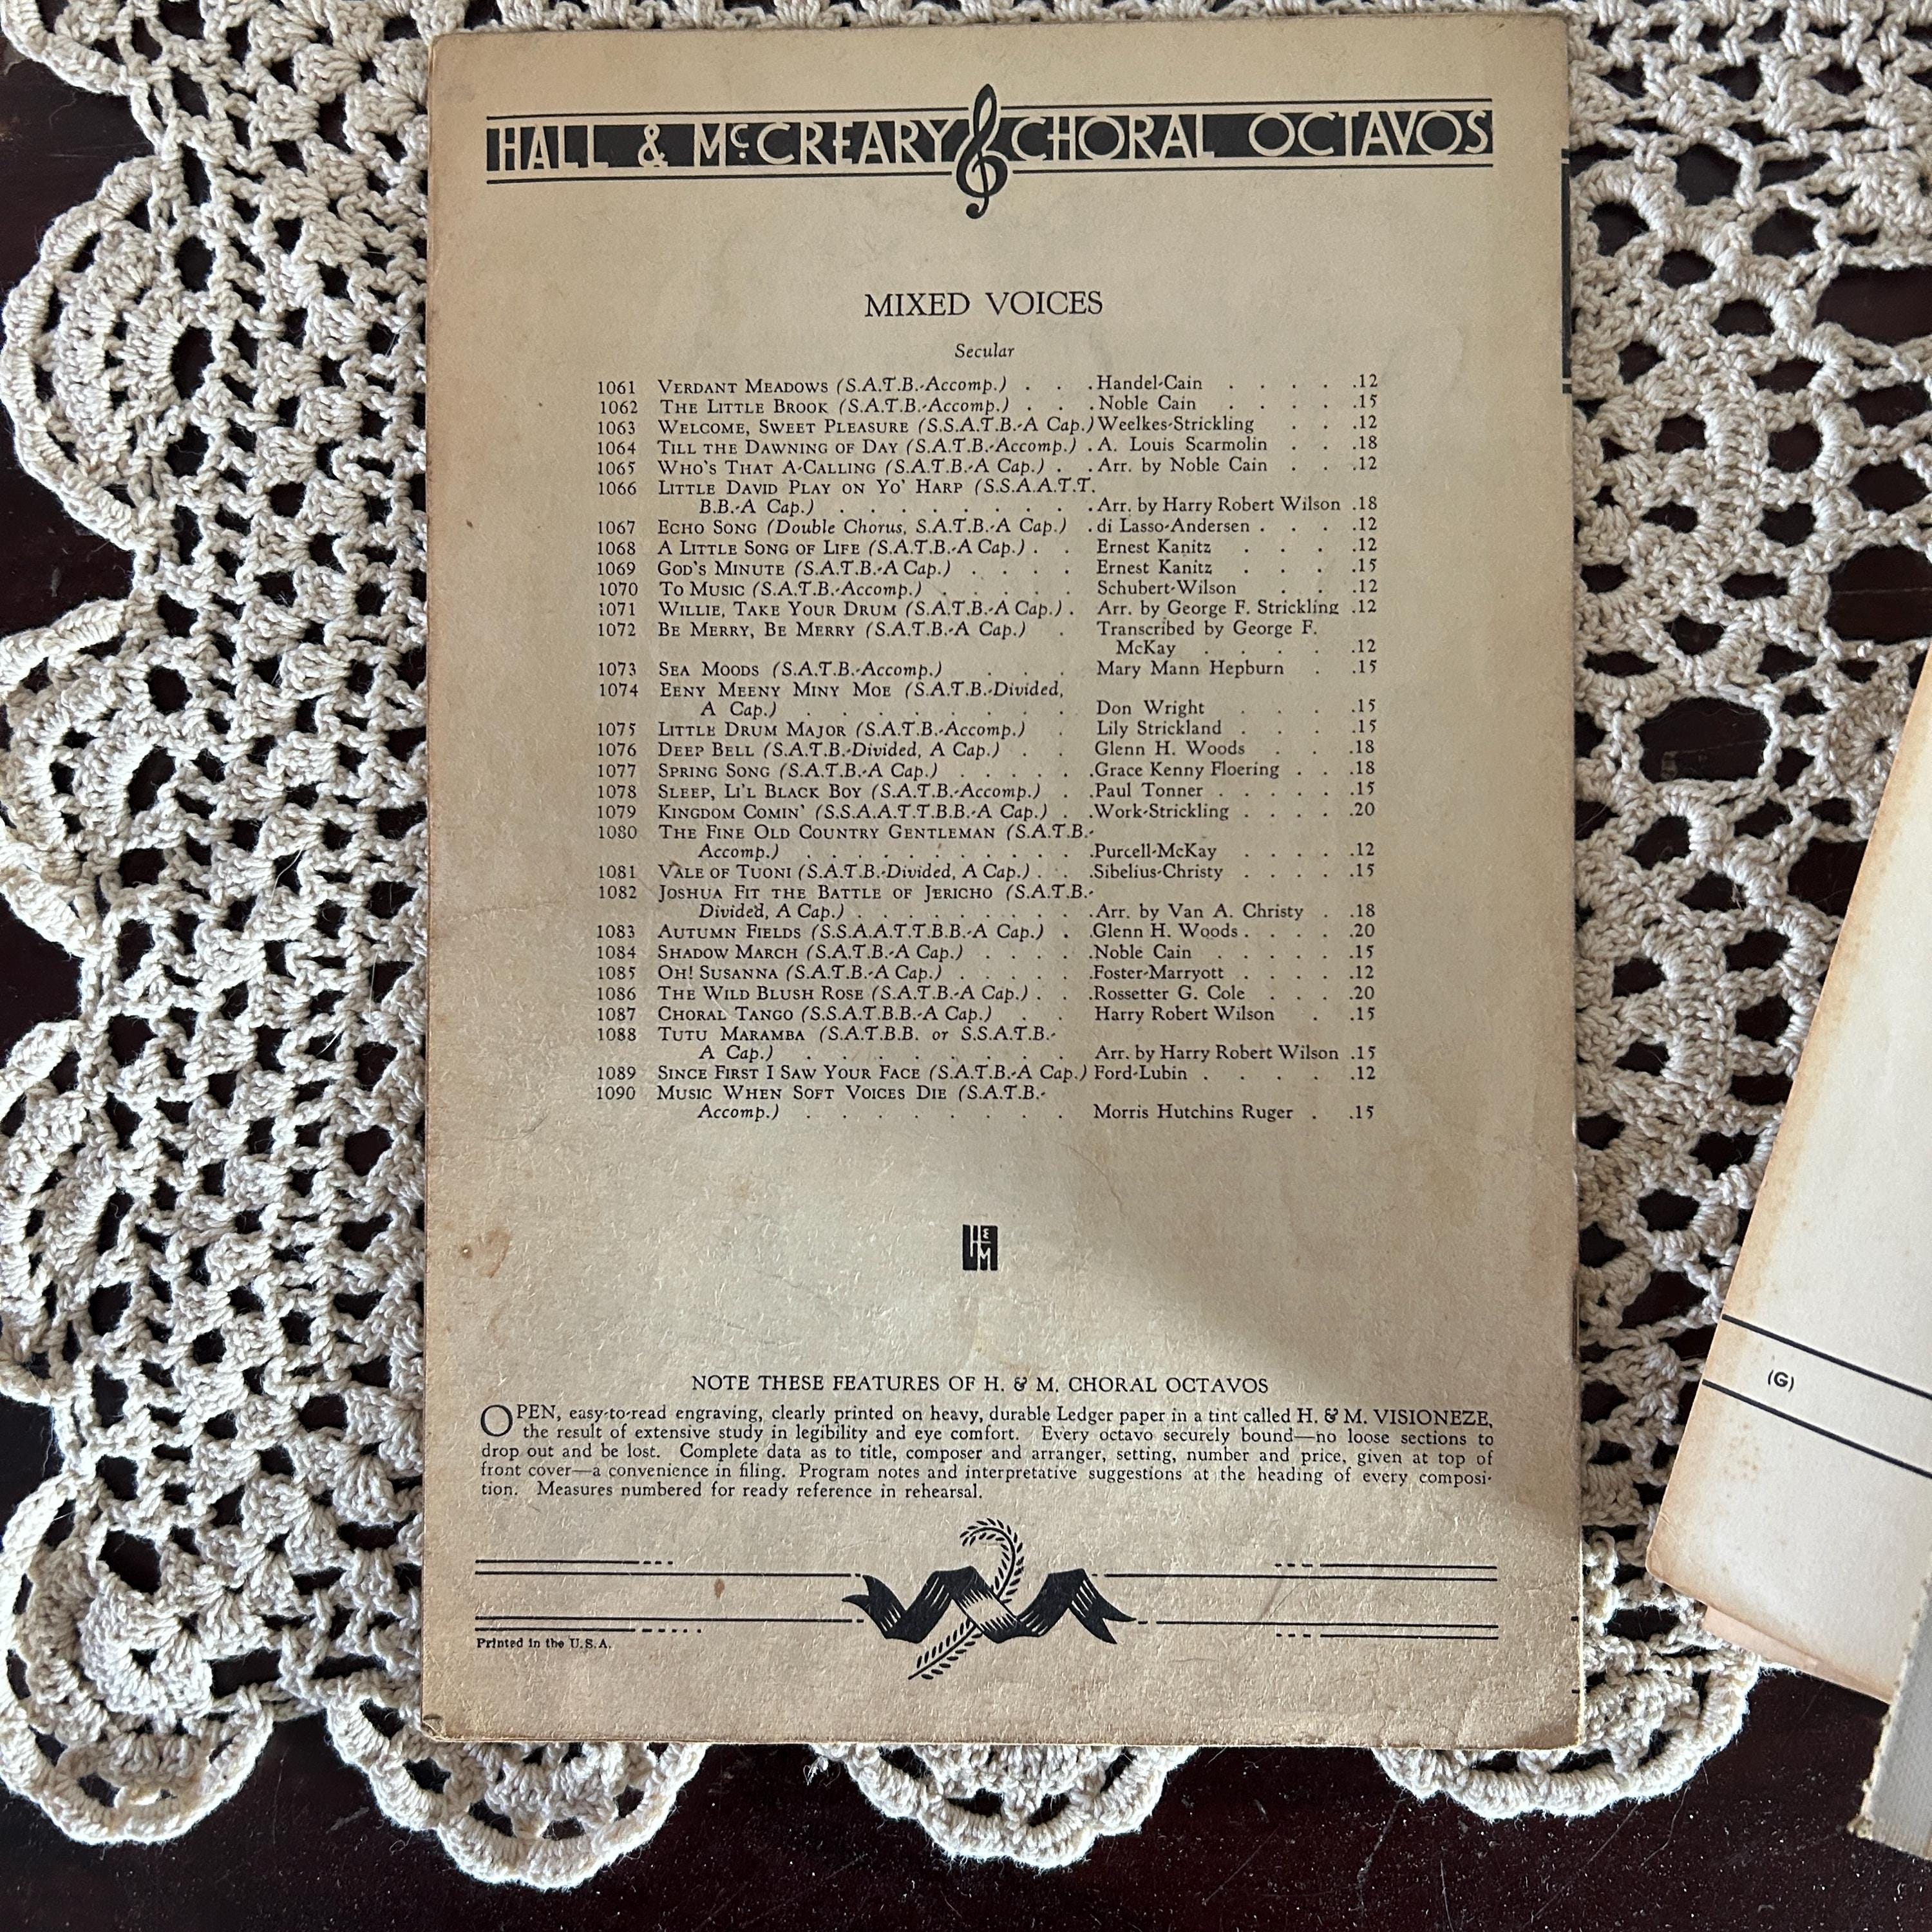 HALL & McCREARY CHORAL OCTAVOS
MIXED VOICES
Secular
1061 VERDANT MEADOWS (S.A.T.B.-Accomp.) . . . Handel-Cain . . . . .12
1062 THE LITTLE BROOK (S.A.T.B.-Accomp.) . . . Noble Cain . . . . .15
1063 WELCOME, SWEET PLEASURE (S.S.A.T.B.-A Cap.) Weelkes-Strickling . . .12
1064 TILL THE DAWNING OF DAY (S.A.T.B.-Accomp.) . A. Louis Scarmolin . . .18
1065 WHO'S THAT A-CALLING (S.A.T.B.-A Cap.) . . Arr. by Noble Cain . . .12
1066 LITTLE DAVID PLAY ON YO' HARP (S.S.A.A.T.T.
B.B.-A Cap.) . . . . . . . . . Arr. by Harry Robert Wilson .18
1067 ECHO SONG (Double Chorus, S.A.T.B.-A Cap.) . di Lasso-Andersen . . . .12
1068 A LITTLE SONG OF LIFE (S.A.T.B.-A Cap.) . . Ernest Kanitz . . . .12
1069 GOD'S MINUTE (S.A.T.B.-A Cap.) . . . . Ernest Kanitz . . . .15
1070 TO MUSIC (S.A.T.B.-Accomp.) . . . . . Schubert-Wilson . . .12
1071 WILLIE, TAKE YOUR DRUM (S.A.T.B.-A Cap.) . Arr. by George F. Strickling .12
1072 BE MERRY, BE MERRY (S.A.T.B.-A Cap.) . Transcribed by George F.
McKay . . . . .12
1073 SEA MOODS (S.A.T.B.-Accomp.) . . . Mary Mann Hepburn . .15
1074 EENY MEENY MINY MOE (S.A.T.B.-Divided,
A Cap.) . . . . . . . . Don Wright . . . .15
1075 LITTLE DRUM MAJOR (S.A.T.B.-Accomp.) . Lily Strickland . . . .15
1076 DEEP BELL (S.A.T.B.-Divided, A Cap.) . . Glenn H. Woods . . .18
1077 SPRING SONG (S.A.T.B.-A Cap.) . . . . . Grace Kenny Floering . . .18
1078 SLEEP, LI'L BLACK BOY (S.A.T.B.-Accomp.) . . Paul Tonner . . . . . .15
1079 KINGDOM COMIN' (S.S.A.A.T.T.B.B.-A Cap.) . . Work-Strickling . . . . .20
1080 THE FINE OLD COUNTRY GENTLEMAN (S.A.T.B.-
Accomp.) . . . . . . . . . Purcell-McKay . . . . .12
1081 VALE OF TUONI (S.A.T.B.-Divided, A Cap.) . . Sibelius-Christy . . . . .15
1082 JOSHUA FIT THE BATTLE OF JERICHO (S.A.T.B.-
Divided, A Cap.) . . . . . . . . . Arr. by Van A. Christy . .18
1083 AUTUMN FIELDS (S.S.A.A.T.T.B.B.-A Cap.) . . Glenn H. Woods . . . . .20
1084 SHADOW MARCH (S.A.T.B.-A Cap.) . . . . Noble Cain . . . . . .15
1085 OH! SUSANNA (S.A.T.B.-A Cap.) . . . . . Foster-Marryott . . . . .12
1086 THE WILD BLUSH ROSE (S.A.T.B.-A Cap.) . . . Rossetter G. Cole . . . .20
1087 CHORAL TANGO (S.S.A.T.B.B.-A Cap.) . . Harry Robert Wilson . .15
1088 TUTU MARAMBA (S.A.T.B.B. or S.S.A.T.B.-
A Cap.) . . . . . . . . Arr. by Harry Robert Wilson .15
1089 SINCE FIRST I SAW YOUR FACE (S.A.T.B.-A Cap.) Ford-Lubin . . . . .12
1090 MUSIC WHEN SOFT VOICES DIE (S.A.T.B.-
Accomp.) . . . . . . . . Morris Hutchins Ruger . .15
H & M
NOTE THESE FEATURES OF H. & M. CHORAL OCTAVOS
OPEN, easy-to-read engraving, clearly printed on heavy, durable Ledger paper in a tint called H. & M. VISIONEZE,
the result of extensive study in legibility and eye comfort. Every octavo securely bound—no loose sections to
drop out and be lost. Complete data as to title, composer and arranger, setting, number and price, given at top of
front cover—a convenience in filing. Program notes and interpretative suggestions at the heading of every composi-
tion. Measures numbered for ready reference in rehearsal.
Printed in the U.S.A.
(G)